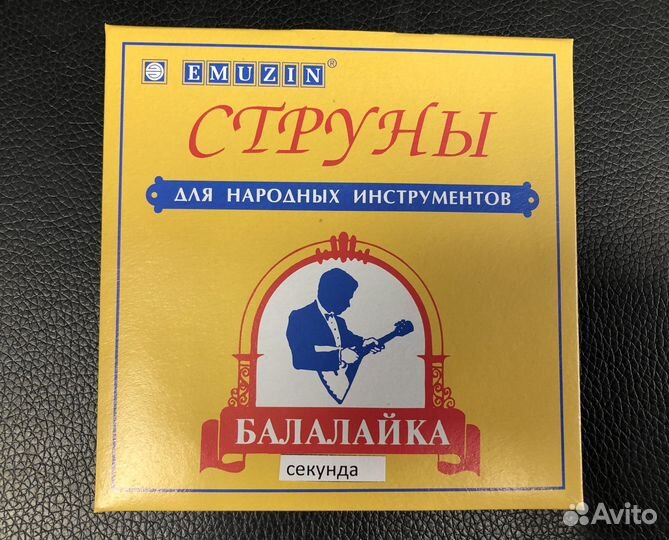 EMUZIN®
СТРУНЫ
ДЛЯ НАРОДНЫХ ИНСТРУМЕНТОВ
БАЛАЛАЙКА
секунда
Avito